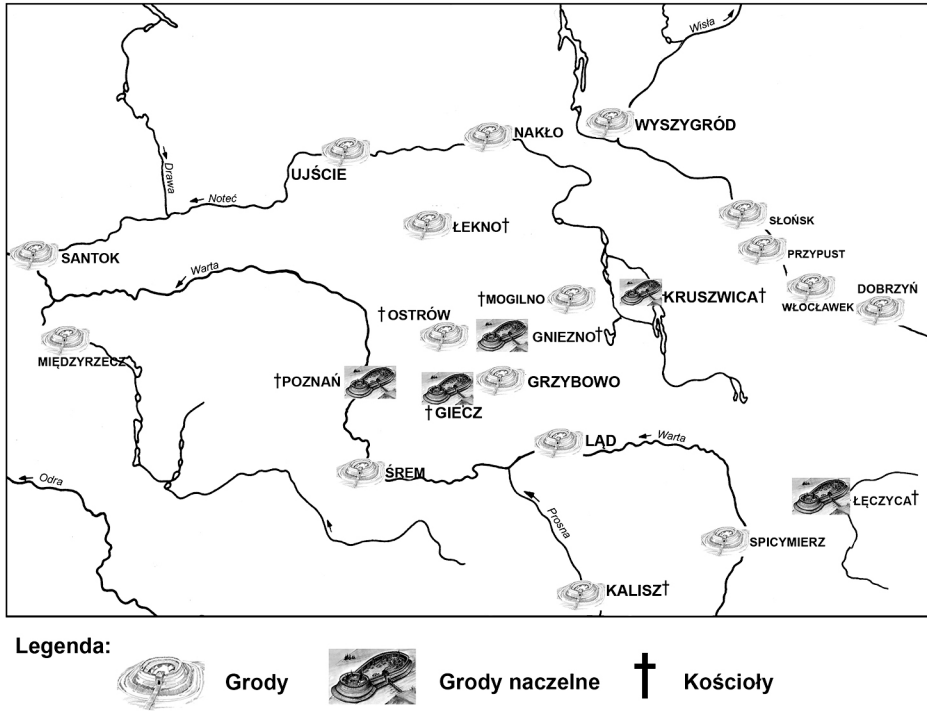 Wisła
NAKŁO
WYSZYGRÓD
UJŚCIE
Drawa
Noteć
SŁOŃSK
ŁEKNO†
PRZYPUST
SANTOK
Warta
DOBRZYŃ
†MOGILNO
KRUSZWICA†
WŁOCŁAWEK
†OSTRÓW
GNIEZNO†
MIĘDZYRZECZ
†POZNAŃ
GRZYBOWO
†GIECZ
LĄD
Warta
ŚREM
Odra
ŁĘCZYCA†
Prosna
SPICYMIERZ
KALISZ†
Legenda:
Grody
Grody naczelne
† Kościoły